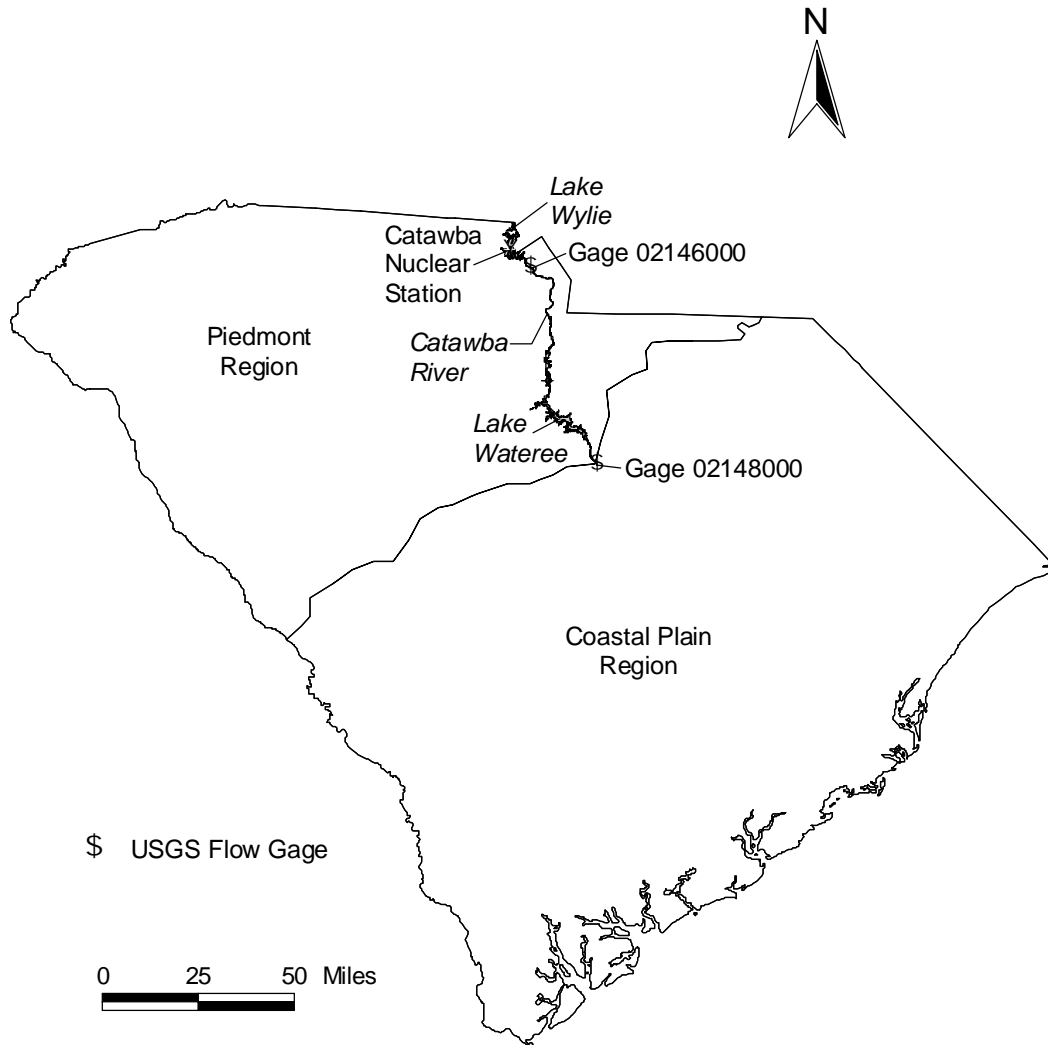 N
Lake
Wylie
Catawba
Nuclear
Station
Gage 02146000
Piedmont
Region
Catawba
River
Lake
Wateree
Gage 02148000
Coastal Plain
Region
$ USGS Flow Gage
0 25 50 Miles